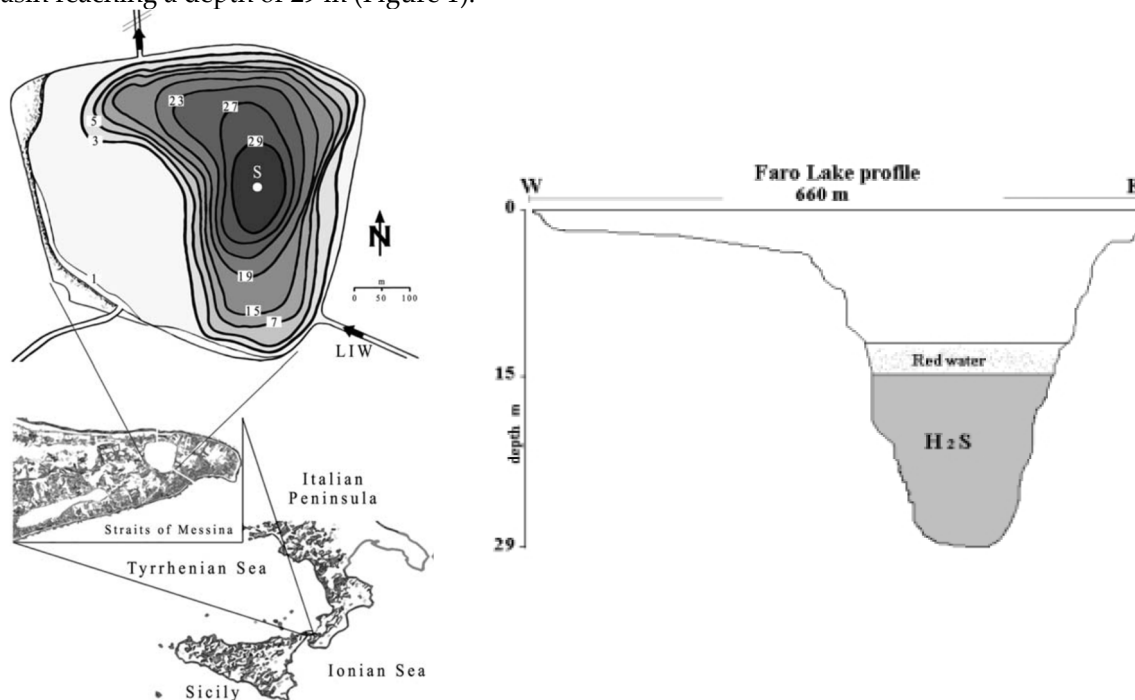 asin reaching a depth of 29 m (Figure 1).
23
27
5
3
29
S
N
1
19
m
0 50 100
15
7
LIW
Italian
Peninsula
Straits of Messina
Tyrrhenian Sea
Ionian Sea
Sicily
Faro Lake profile
W
660 m
E
0
Red water
15
depth m
H₂S
29